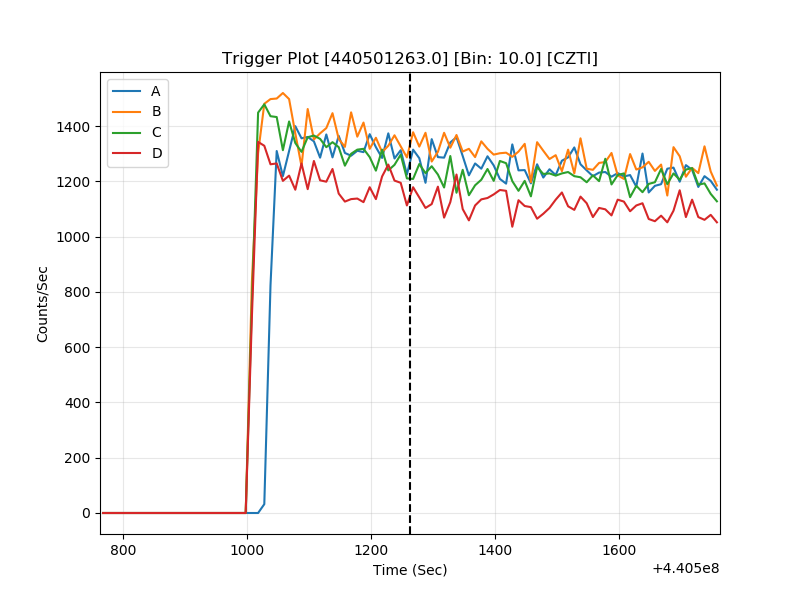 Trigger Plot [440501263.0] [Bin: 10.0] [CZTI]
A
B
C
D
Counts/Sec
1400
1200
1000
800
600
400
200
0
800 1000 1200 1400 1600
Time (Sec)
+4.405e8